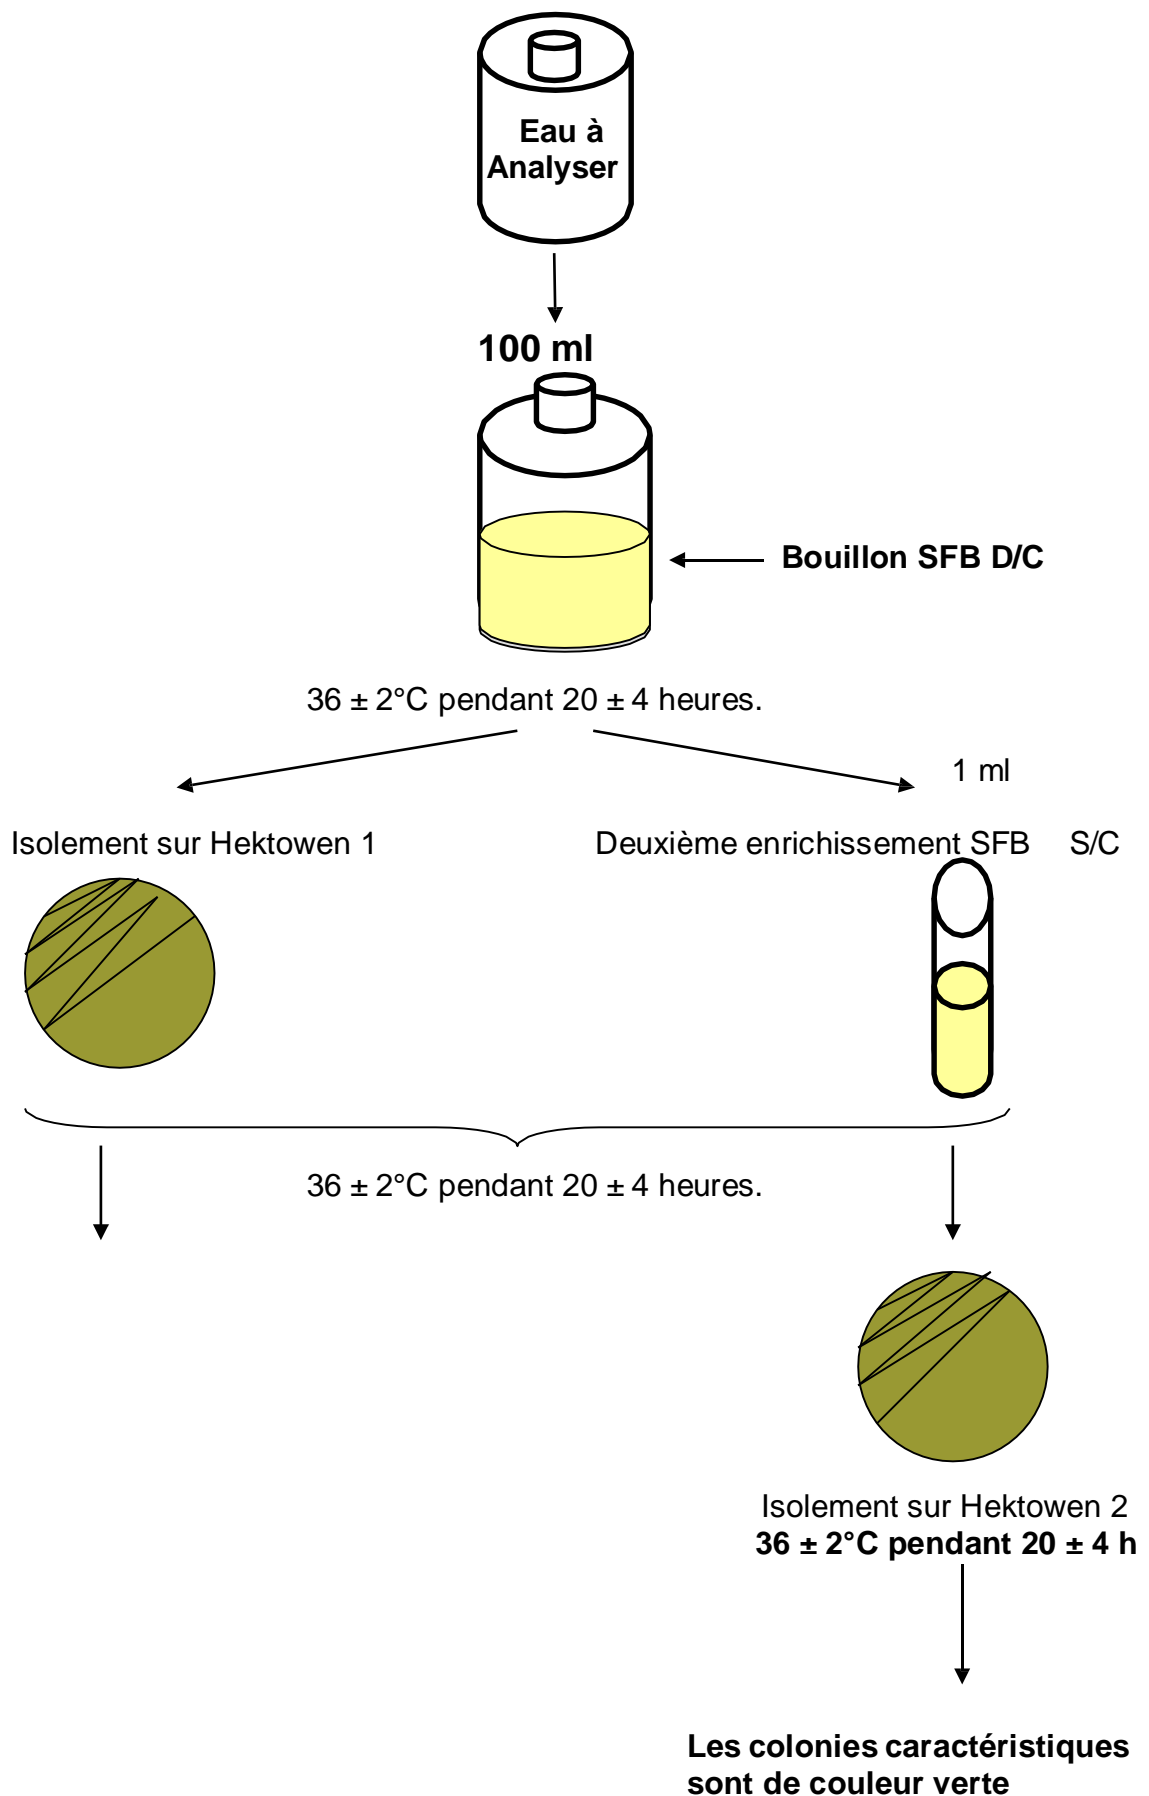 Eau à
Analyser
100 ml
Bouillon SFB D/C
36 ± 2°C pendant 20 ± 4 heures.
1 ml
Isolement sur Hektowen 1
Deuxième enrichissement SFB S/C
36 ± 2°C pendant 20 ± 4 heures.
Isolement sur Hektowen 2
36 ± 2°C pendant 20 ± 4 h
Les colonies caractéristiques
sont de couleur verte